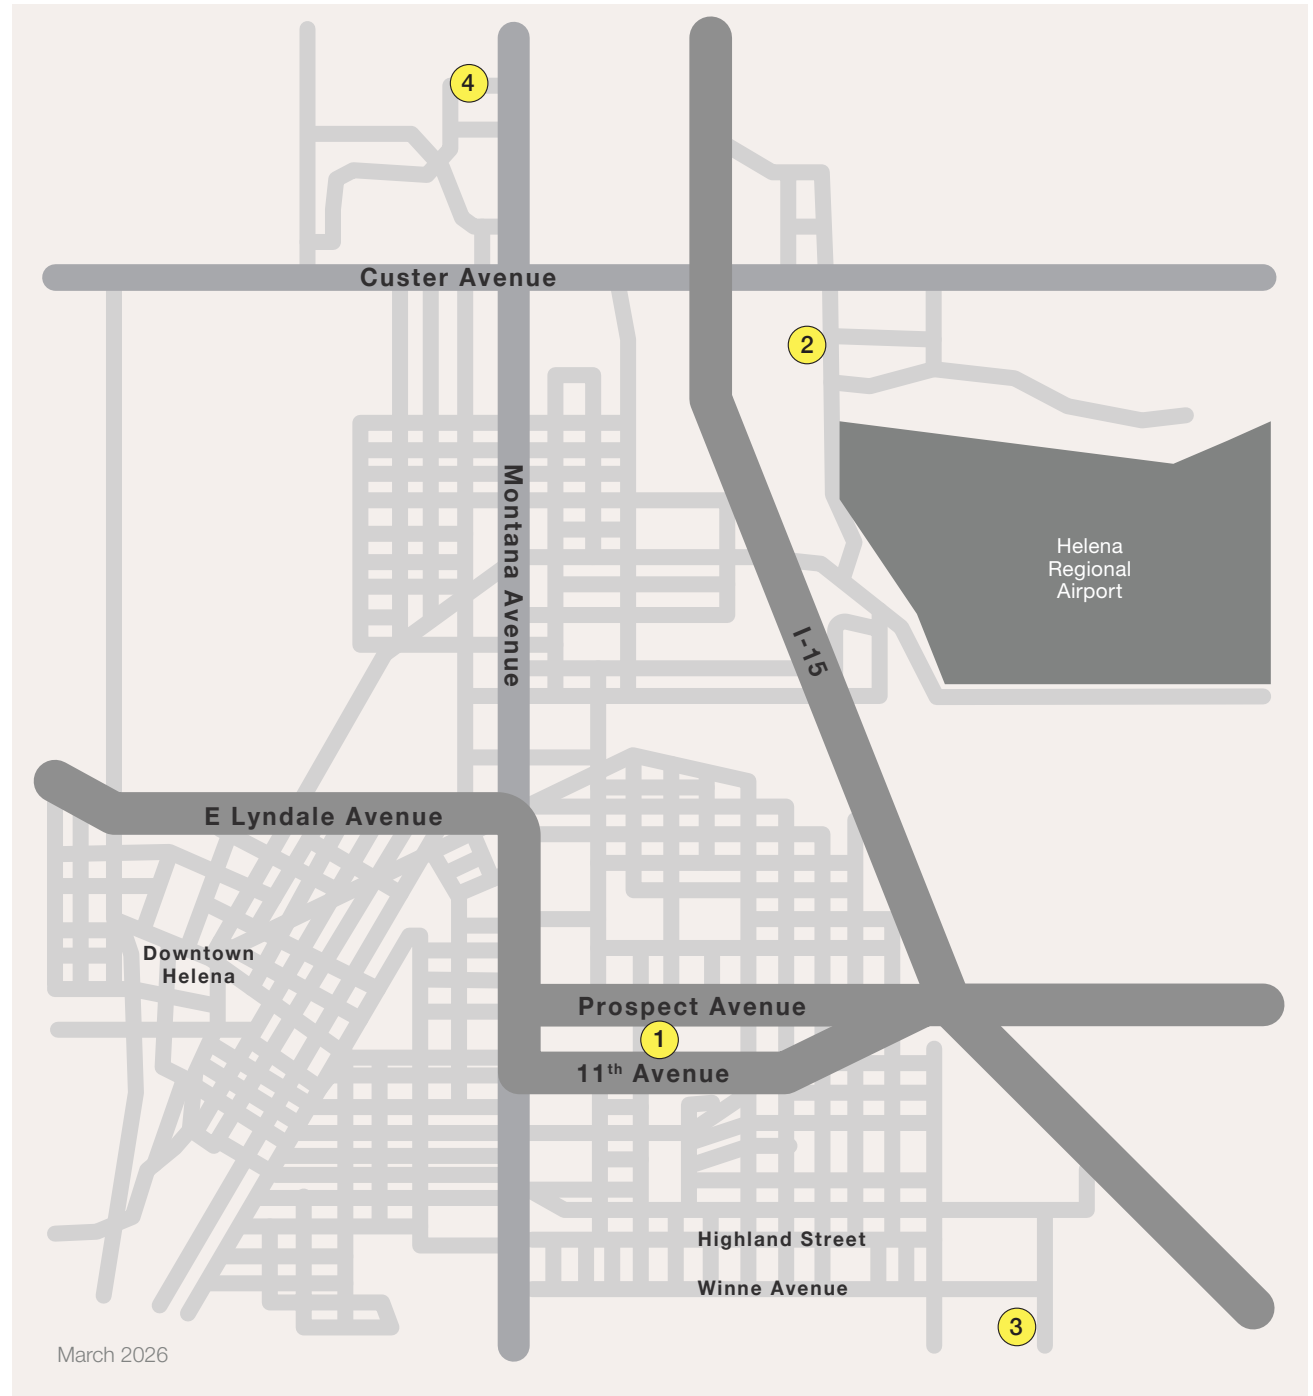 4
Custer Avenue
2
Montana Avenue
Helena
Regional
Airport
I-15
E Lyndale Avenue
Downtown
Helena
Prospect Avenue
1
11th Avenue
Highland Street
Winne Avenue
3
March 2026